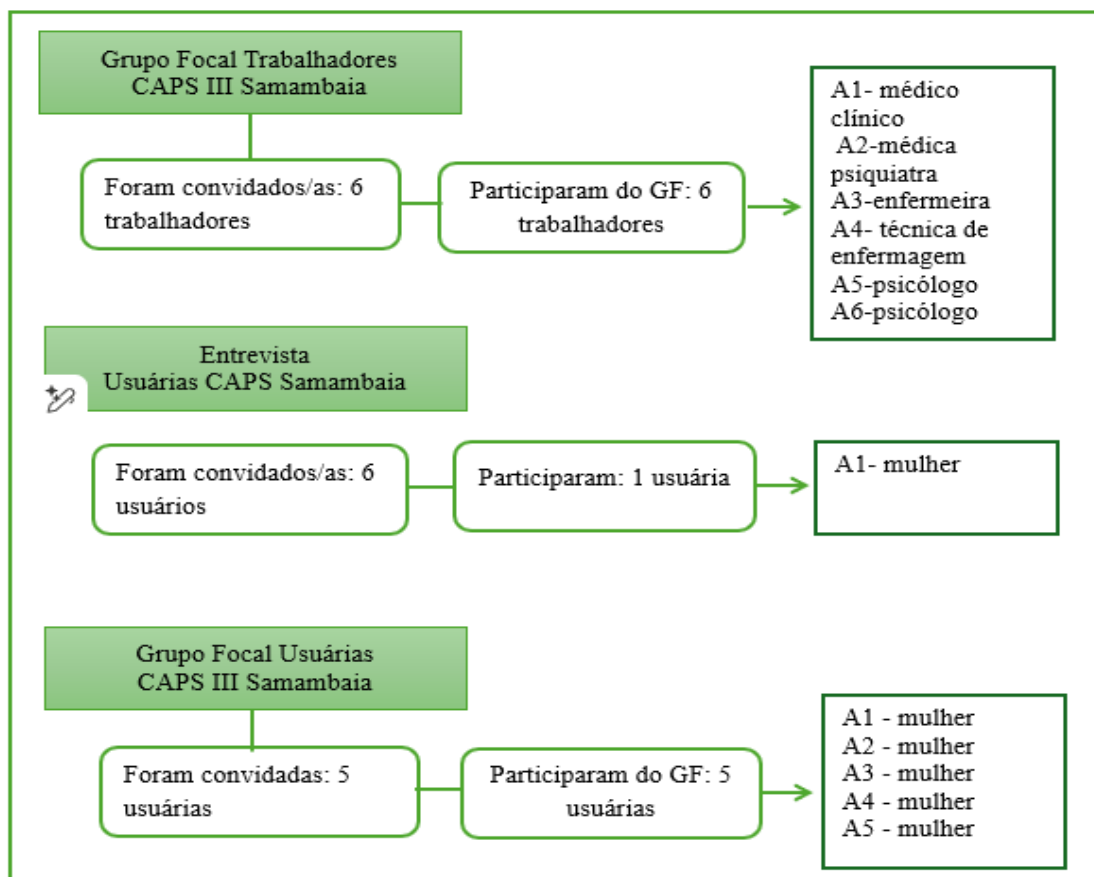 Grupo Focal Trabalhadores
CAPS III Samambaia
Foram convidados/as: 6
trabalhadores
Participaram do GF: 6
trabalhadores
A1- médico
clínico
A2-médica
psiquiatra
A3-enfermeira
A4- técnica de
enfermagem
A5-psicólogo
A6-psicólogo
Entrevista
Usuárias CAPS Samambaia
Foram convidados/as: 6
usuários
Participaram: 1 usuária
A1- mulher
Grupo Focal Usuárias
CAPS III Samambaia
Foram convidadas: 5
usuárias
Participaram do GF: 5
usuárias
A1 - mulher
A2 - mulher
A3 - mulher
A4 - mulher
A5 - mulher